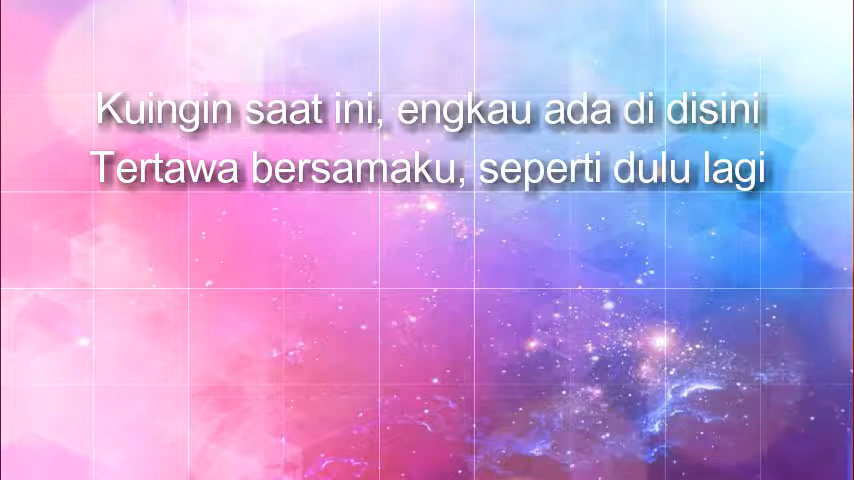 Kuingin saat ini, engkau ada di disini
Tertawa bersamaku, seperti dulu lagi